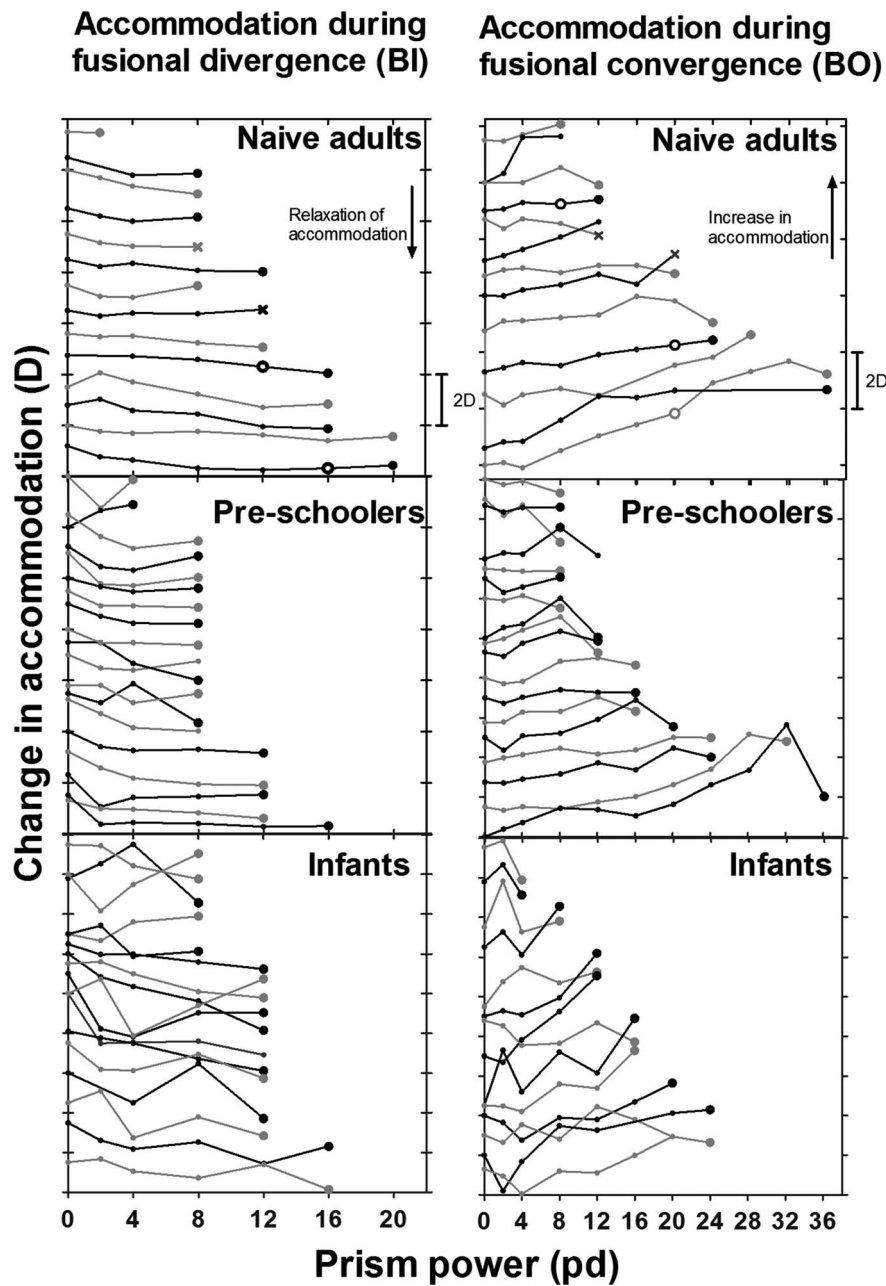 Accommodation during
fusional divergence (BI)
Accommodation during
fusional convergence (BO)
Naive adults
Relaxation of
accommodation
2D
Naive adults
Increase in
accommodation
2D
Pre-schoolers
Pre-schoolers
Infants
Infants
Change in accommodation (D)
0 4 8 12 16 20
0 4 8 12 16 20 24 28 32 36
Prism power (pd)